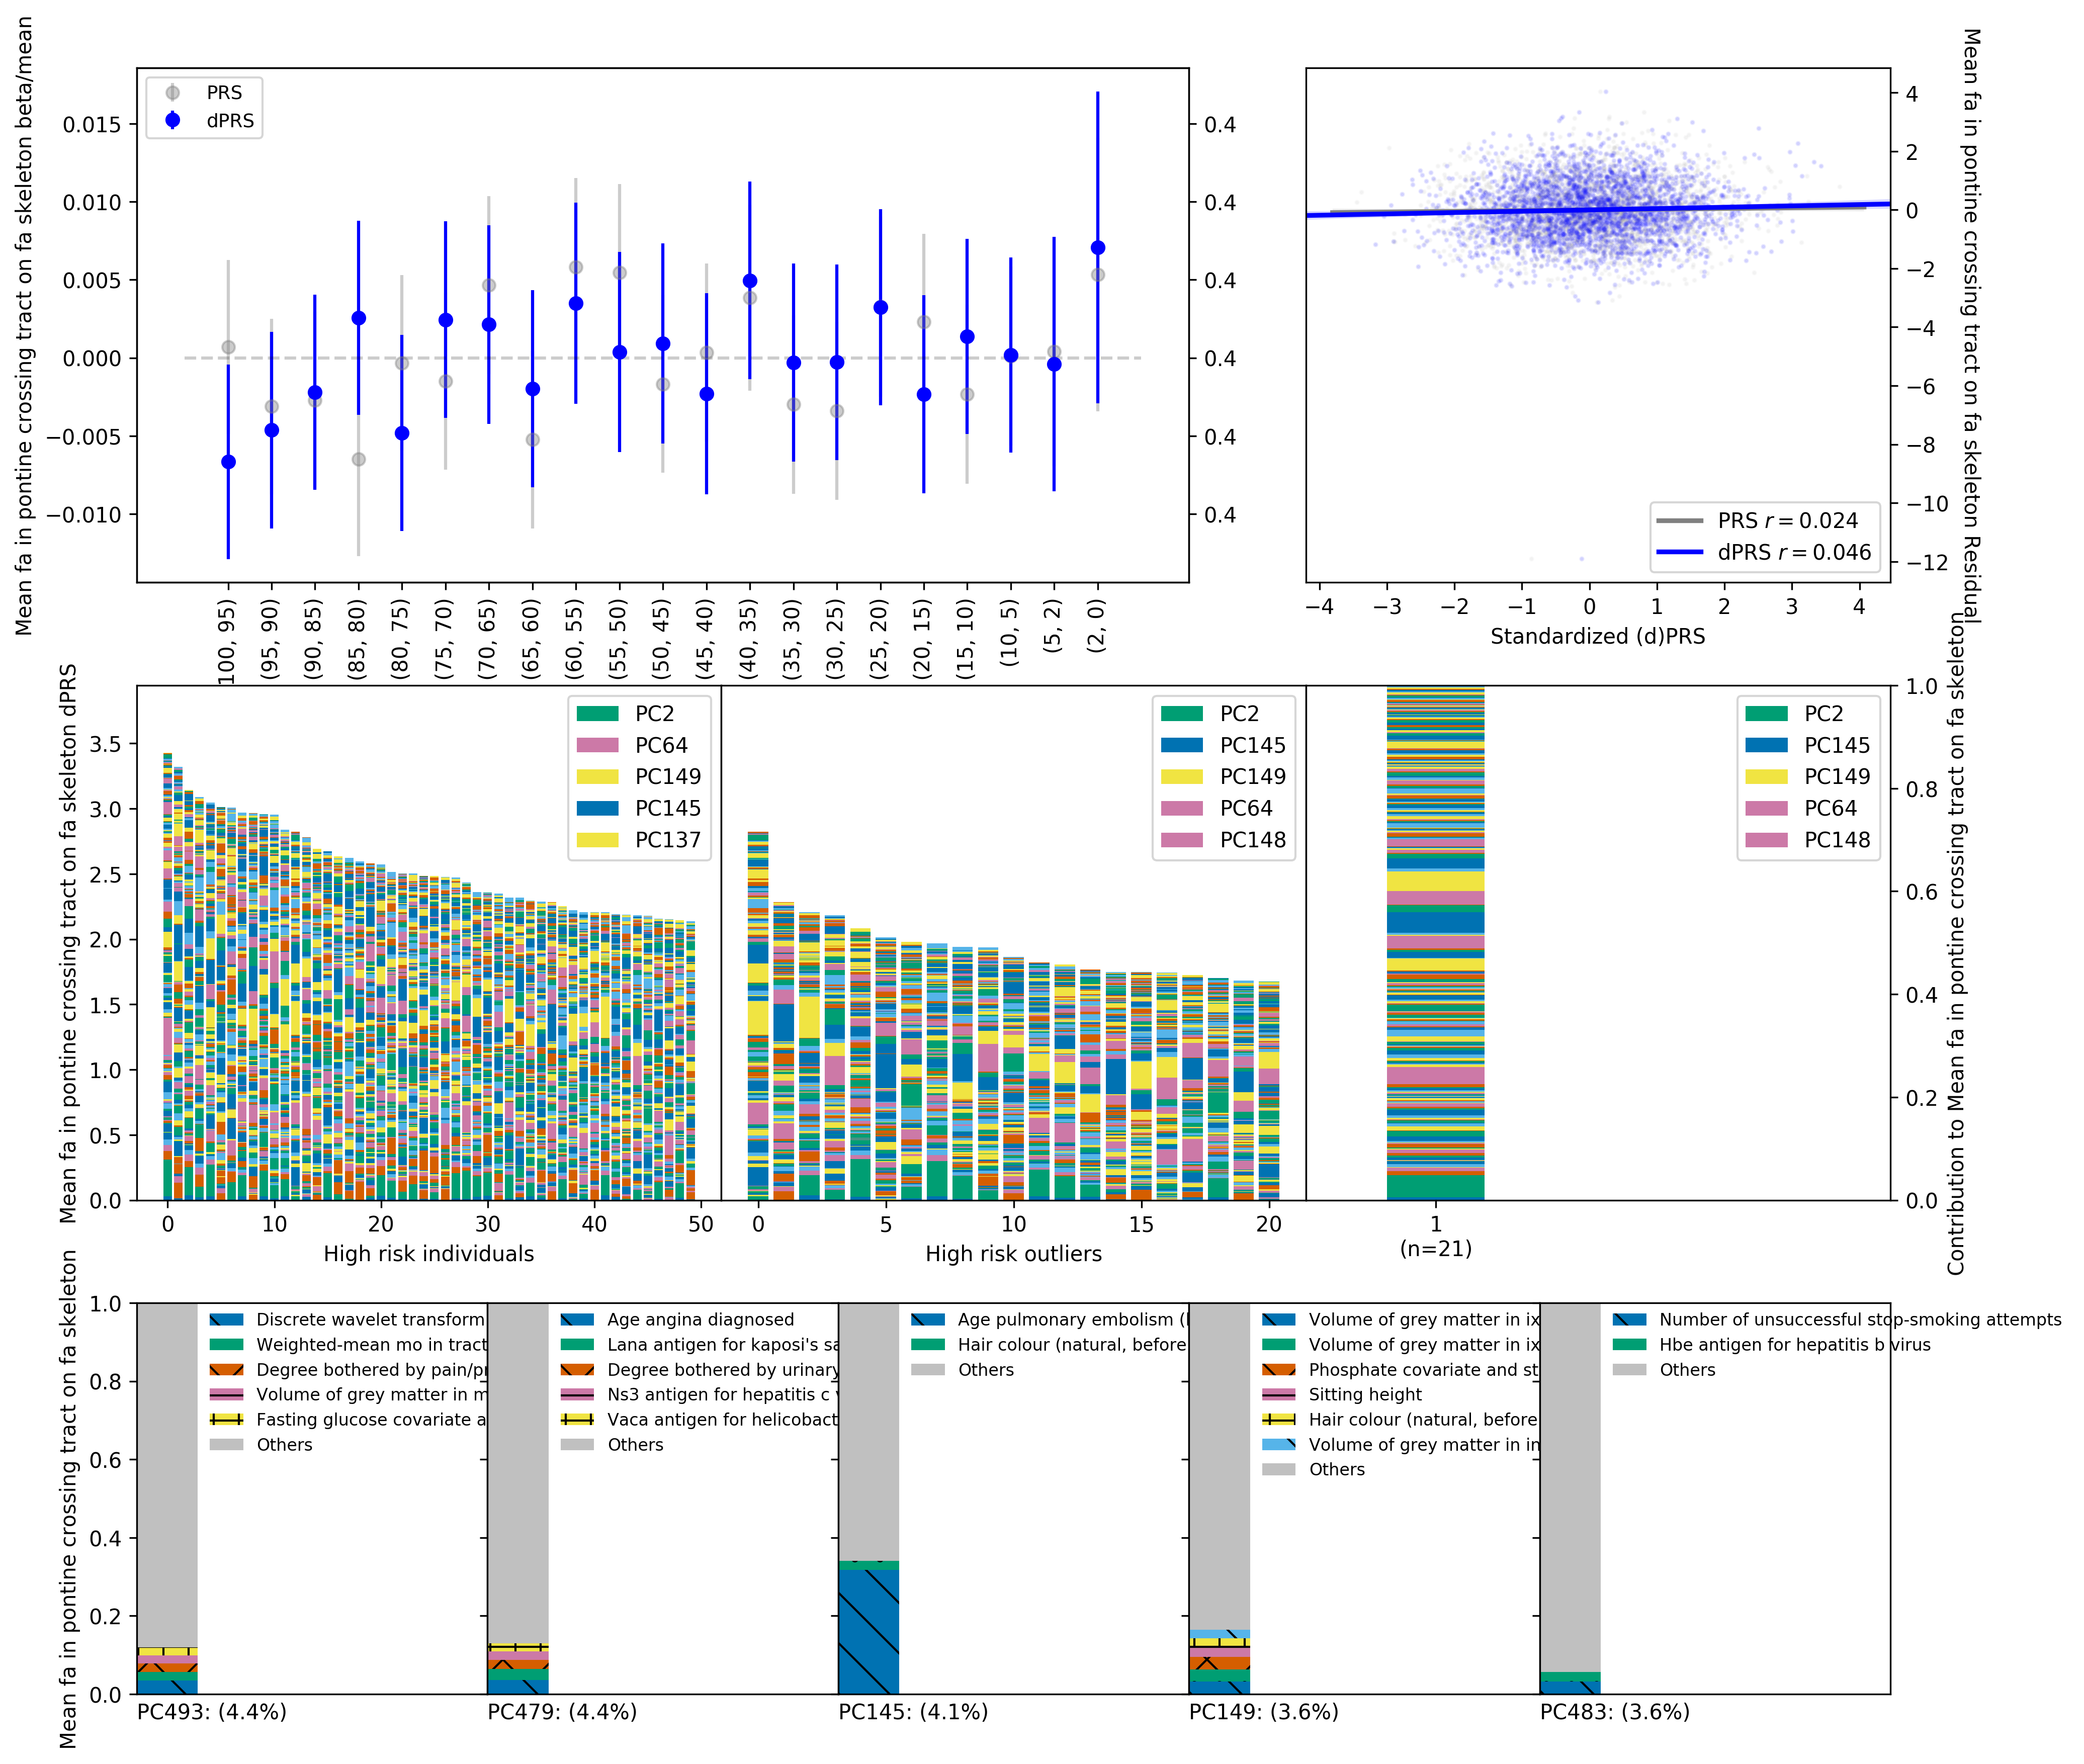 Mean fa in pontine crossing tract on fa skeleton beta/mean
PRS
dPRS
0.015
0.010
0.005
0.000
−0.005
−0.010
0.4
0.4
0.4
0.4
0.4
0.4
100, 95)
(95, 90)
(90, 85)
(85, 80)
(80, 75)
(75, 70)
(70, 65)
(65, 60)
(60, 55)
(55, 50)
(50, 45)
(45, 40)
(40, 35)
(35, 30)
(30, 25)
(25, 20)
(20, 15)
(15, 10)
(10, 5)
(5, 2)
(2, 0)
Mean fa in pontine crossing tract on fa skeleton Residual
4
2
0
−2
−4
−6
−8
−10
−12
PRS r = 0.024
dPRS r = 0.046
−4 −3 −2 −1 0 1 2 3 4
Standardized (d)PRS
Mean fa in pontine crossing tract on fa skeleton dPRS
3.5
3.0
2.5
2.0
1.5
1.0
0.5
0.0
PC2
PC64
PC149
PC145
PC137
0 10 20 30 40 50
High risk individuals
PC2
PC145
PC149
PC64
PC148
0 5 10 15 20
High risk outliers
PC2
PC145
PC149
PC64
PC148
1
(n=21)
1.0
0.8
0.6
0.4
0.2
0.0
Contribution to Mean fa in pontine crossing tract on fa skeleton
Mean fa in pontine crossing tract on fa skeleton
1.0
0.8
0.6
0.4
0.2
0.0
Discrete wavelet transform
Weighted-mean mo in tract
Degree bothered by pain/pr
Volume of grey matter in m
Fasting glucose covariate a
Others
PC493: (4.4%)
Age angina diagnosed
Lana antigen for kaposi's sa
Degree bothered by urinary
Ns3 antigen for hepatitis c v
Vaca antigen for helicobact
Others
PC479: (4.4%)
Age pulmonary embolism (
Hair colour (natural, before
Others
PC145: (4.1%)
Volume of grey matter in ix
Volume of grey matter in ix
Phosphate covariate and st
Sitting height
Hair colour (natural, before
Volume of grey matter in in
Others
PC149: (3.6%)
Number of unsuccessful stop-smoking attempts
Hbe antigen for hepatitis b virus
Others
PC483: (3.6%)